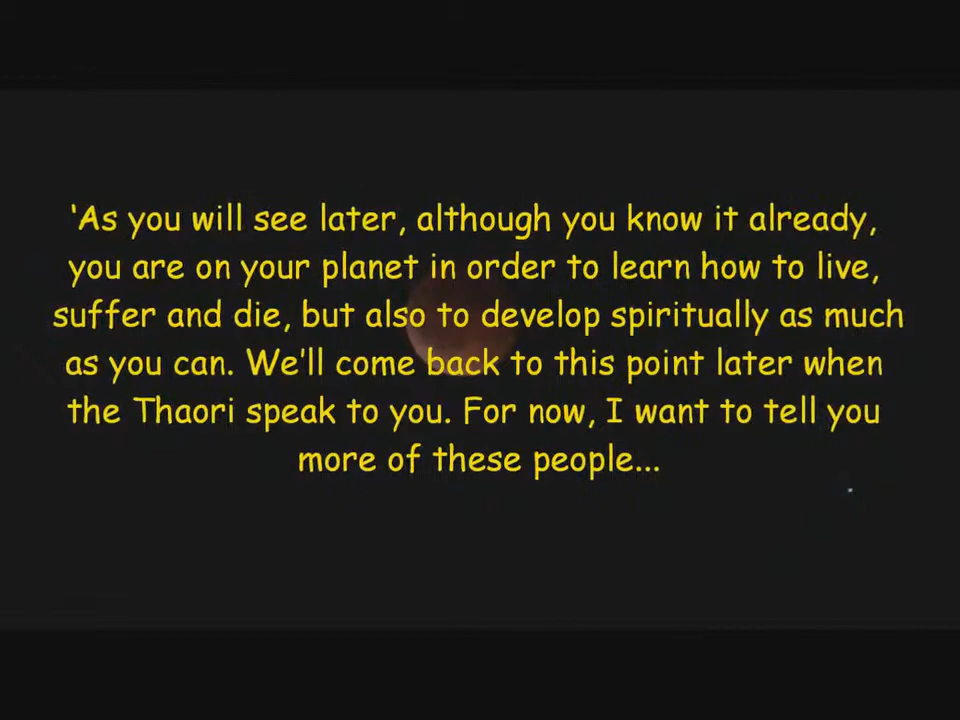 ‘As you will see later, although you know it already,
you are on your planet in order to learn how to live,
suffer and die, but also to develop spiritually as much
as you can. We'll come back to this point later when
the Thaori speak to you. For now, I want to tell you
more of these people...